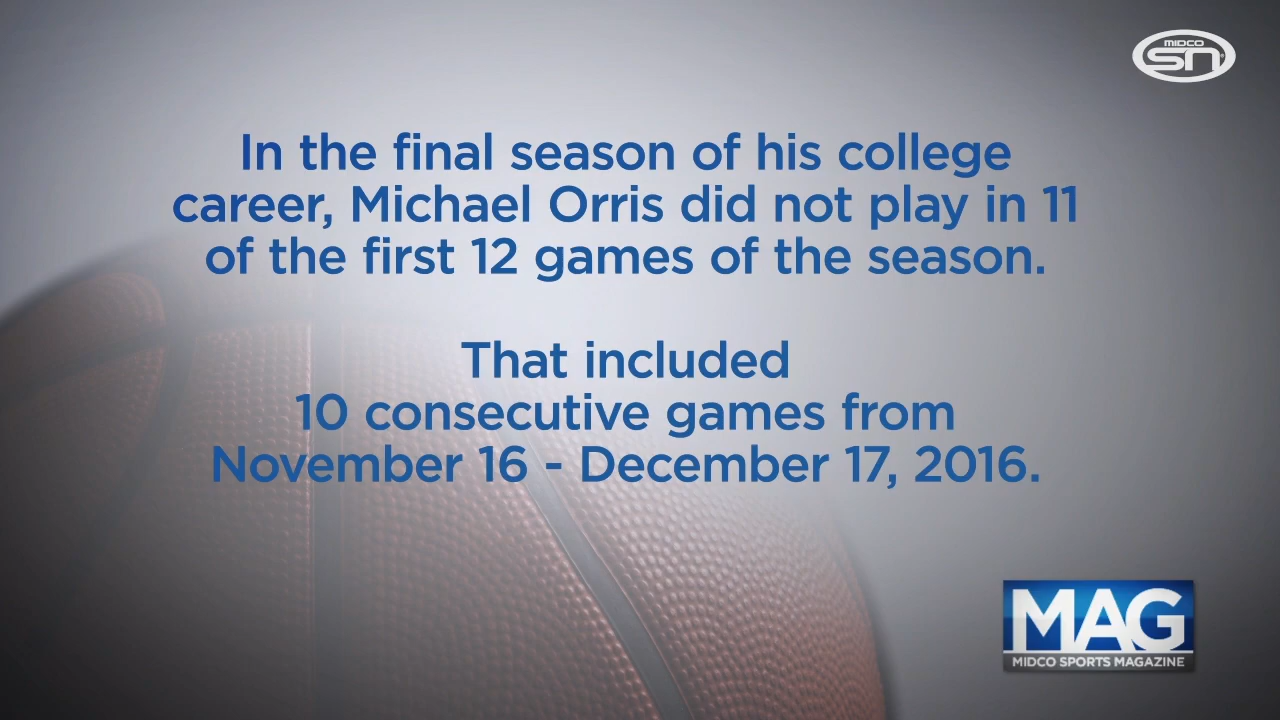 MIDCO
SN
In the final season of his college
career, Michael Orris did not play in 11
of the first 12 games of the season.
That included
10 consecutive games from
November 16 - December 17, 2016.
MAG
MIDCO SPORTS MAGAZINE